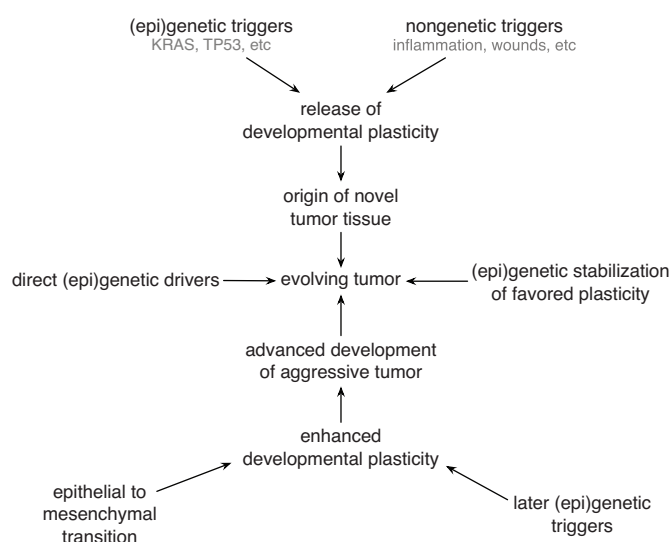 (epi)genetic triggers
KRAS, TP53, etc
nongenetic triggers
inflammation, wounds, etc
release of
developmental plasticity
origin of novel
tumor tissue
direct (epi)genetic drivers
evolving tumor
(epi)genetic stabilization
of favored plasticity
advanced development
of aggressive tumor
enhanced
developmental plasticity
epithelial to
mesenchymal
transition
later (epi)genetic
triggers